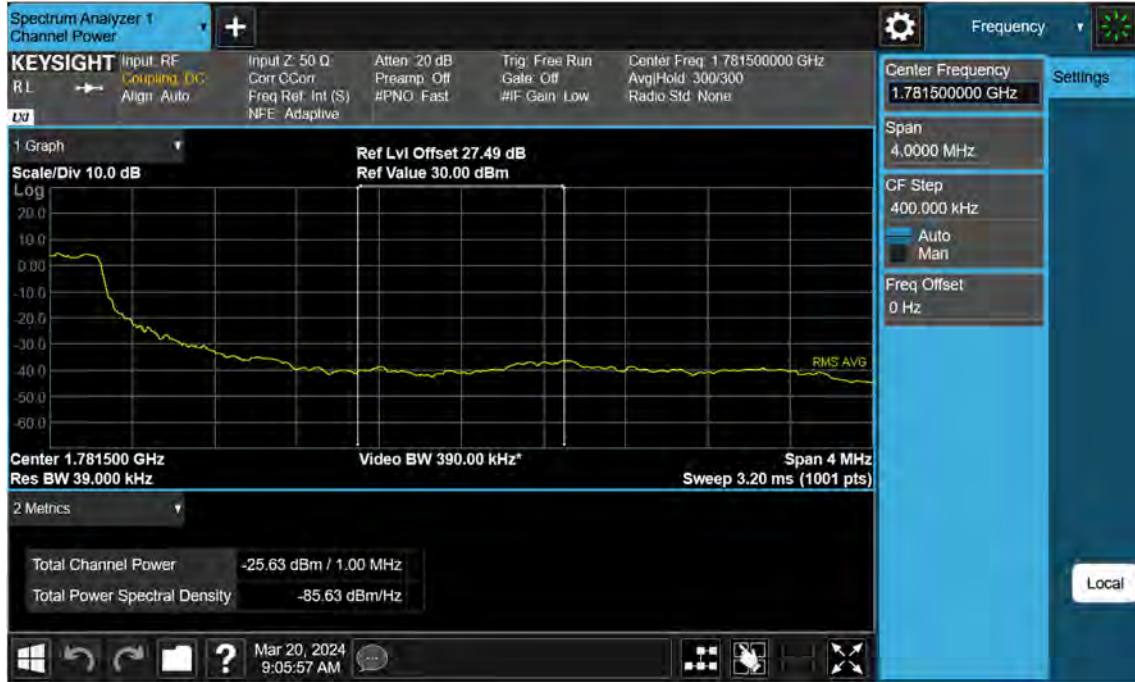 Spectrum Analyzer 1
Channel Power
Frequency
KEYSIGHT
RL
LXI
Input: RF
Coupling: DC
Align: Auto
Input Z: 50 Ω
Corr CCorr
Freq Ref: Int (S)
NFE: Adaptive
Atten: 20 dB
Preamp: Off
#PNO: Fast
Trig: Free Run
Gate: Off
#IF Gain: Low
Center Freq: 1.781500000 GHz
Avg|Hold: 300/300
Radio Std: None
Center Frequency
1.781500000 GHz
Settings
Span
4.0000 MHz
CF Step
400.000 kHz
Auto
Man
Freq Offset
0 Hz
1 Graph
Scale/Div 10.0 dB
Ref Lvl Offset 27.49 dB
Ref Value 30.00 dBm
Log
20.0
10.0
0.00
-10.0
-20.0
-30.0
-40.0
-50.0
-60.0
RMS AVG
Center 1.781500 GHz
Video BW 390.00 kHz*
Span 4 MHz
Res BW 39.000 kHz
Sweep 3.20 ms (1001 pts)
2 Metrics
Total Channel Power -25.63 dBm / 1.00 MHz
Total Power Spectral Density -85.63 dBm/Hz
Local
?
Mar 20, 2024
9:05:57 AM